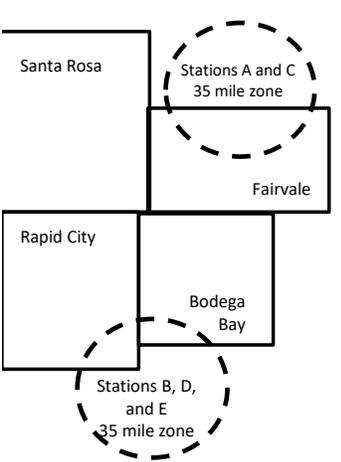 Santa Rosa
Stations A and C
35 mile zone
Fairvale
Rapid City
Bodega
Bay
Stations B, D,
and E
35 mile zone